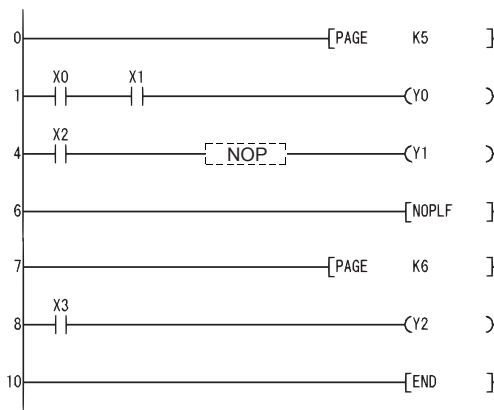 0 [PAGE K5 ]
X0 X1
1 (Y0 )
X2
4 NOP (Y1 )
6 [NOPLF ]
7 [PAGE K6 ]
X3
8 (Y2 )
10 [END ]